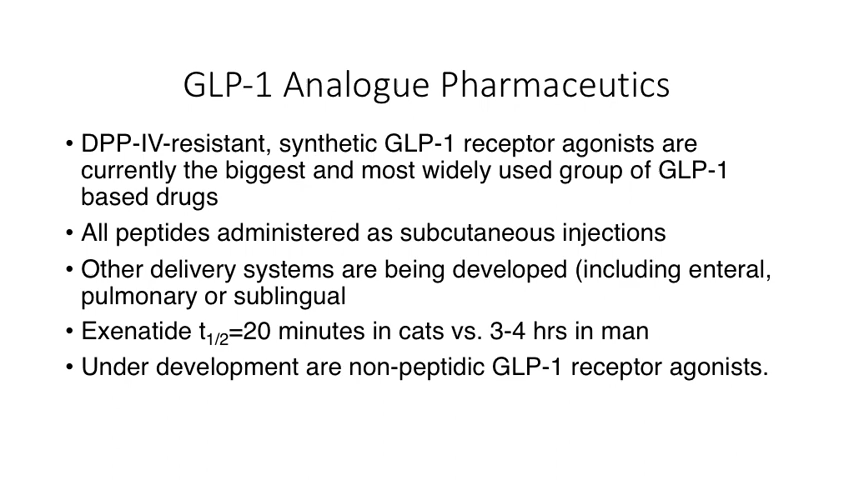 GLP-1 Analogue Pharmaceutics
• DPP-IV-resistant, synthetic GLP-1 receptor agonists are
currently the biggest and most widely used group of GLP-1
based drugs
• All peptides administered as subcutaneous injections
• Other delivery systems are being developed (including enteral,
pulmonary or sublingual
• Exenatide t1/2=20 minutes in cats vs. 3-4 hrs in man
• Under development are non-peptidic GLP-1 receptor agonists.